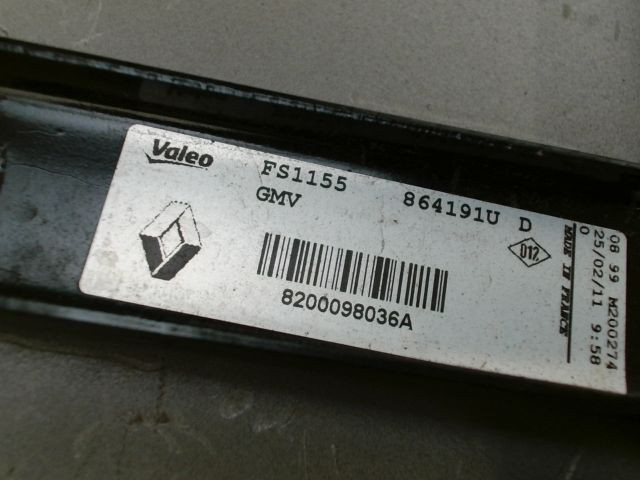 Valeo
FS1155 864191U D
GMV
D12
8200098036A
MADE IN FRANCE
0
08 99 M200274
25/02/11 9:58